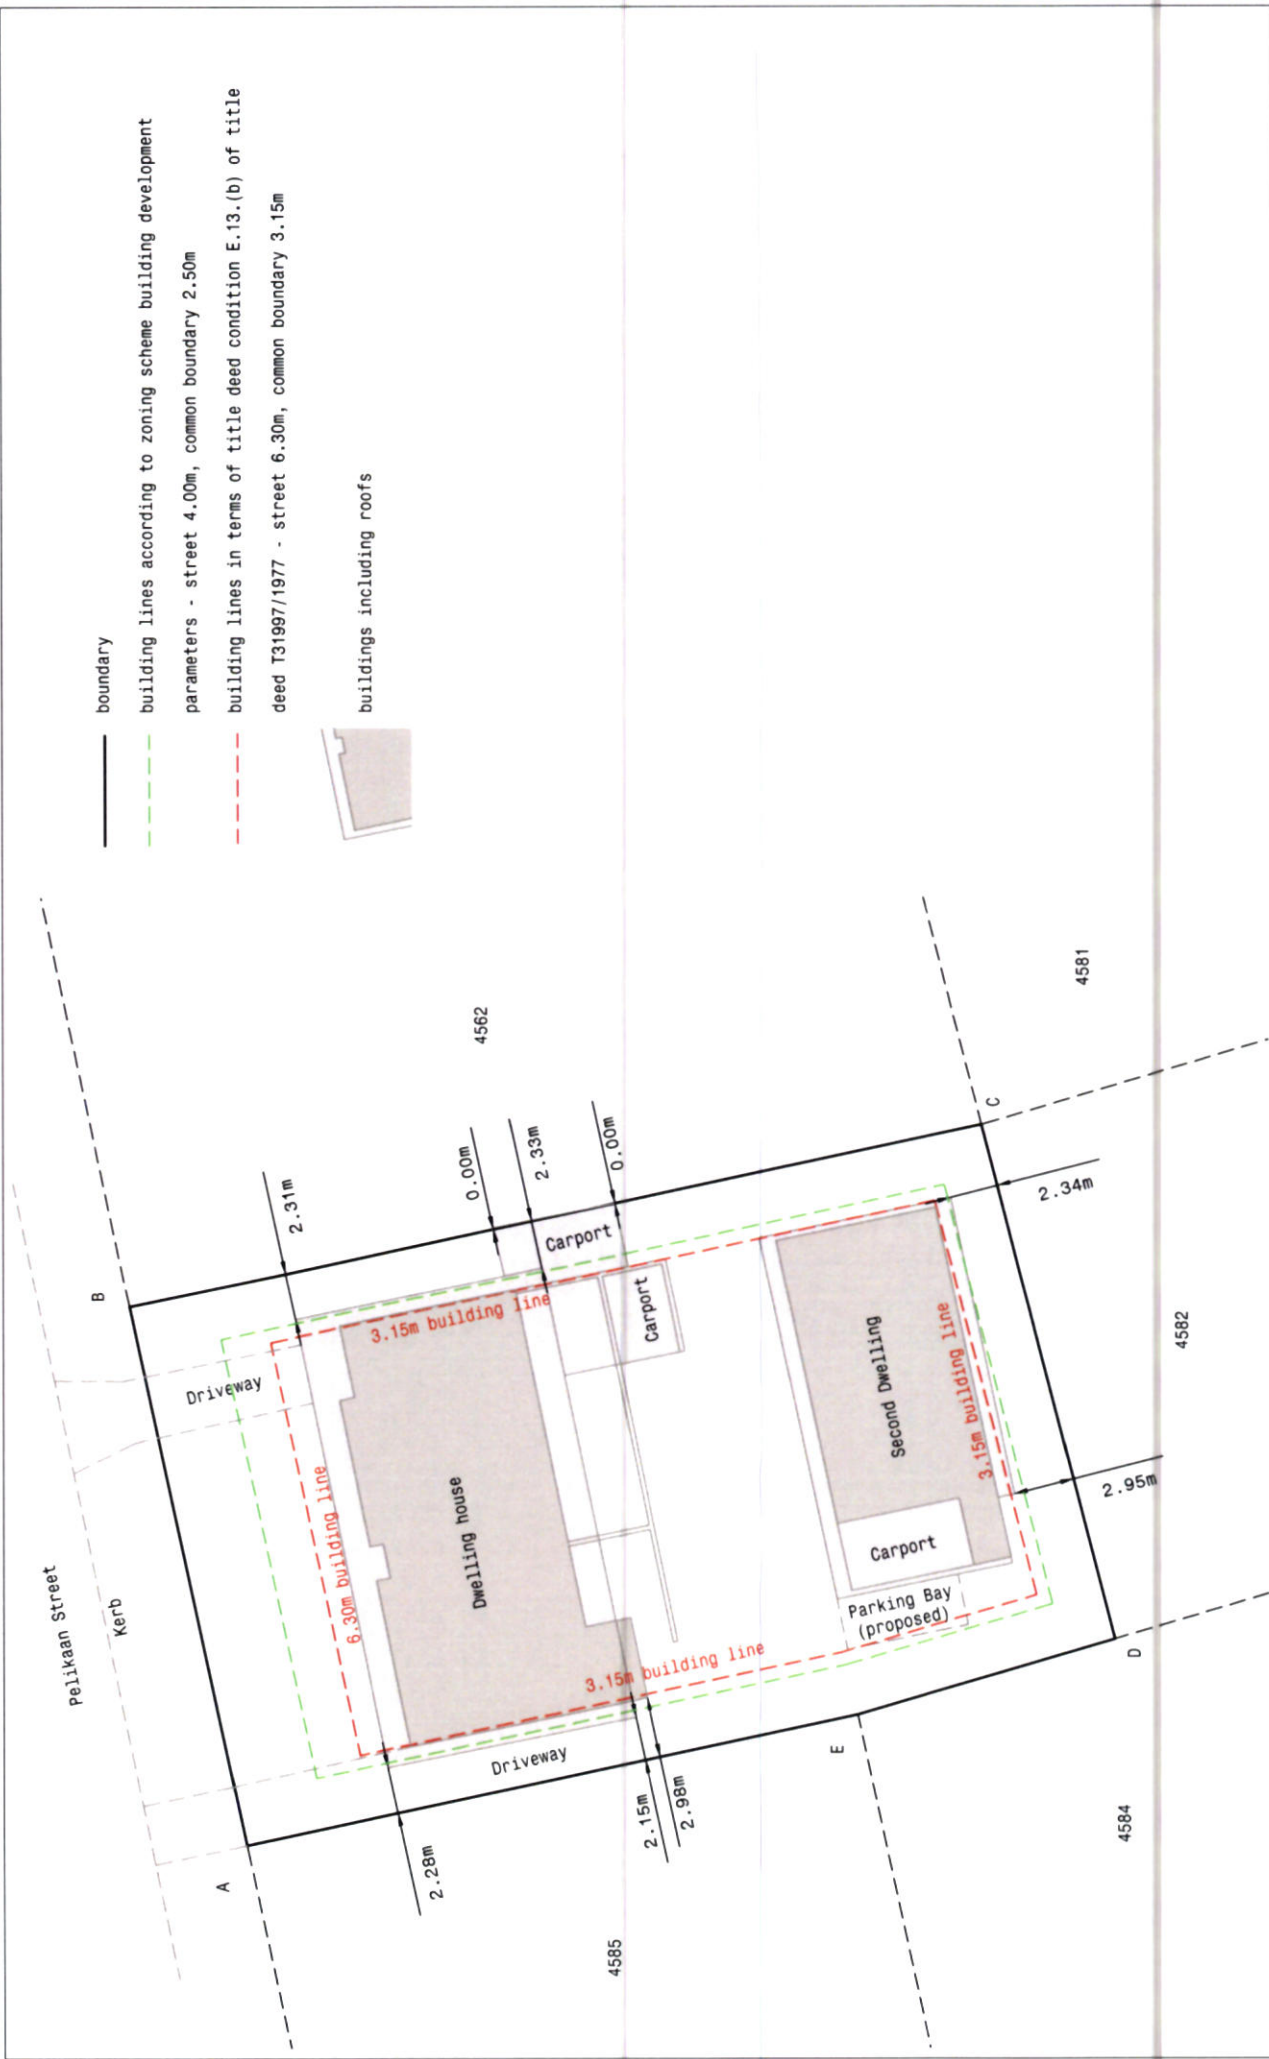 boundary
building lines according to zoning scheme building development
parameters - street 4.00m, common boundary 2.50m
building lines in terms of title deed condition E.13.(b) of title
deed T31997/1977 - street 6.30m, common boundary 3.15m
buildings including roofs
Pelikaan Street
Kerb
A
B
Driveway
2.31m
0.00m
2.33m
0.00m
4562
6.30m building line
3.15m building line
Dwelling house
Carport
Carport
3.15m building line
Driveway
2.28m
2.15m
2.98m
4585
Second Dwelling
Carport
3.15m building line
Parking Bay
(proposed)
C
2.34m
2.95m
D
E
4581
4582
4584